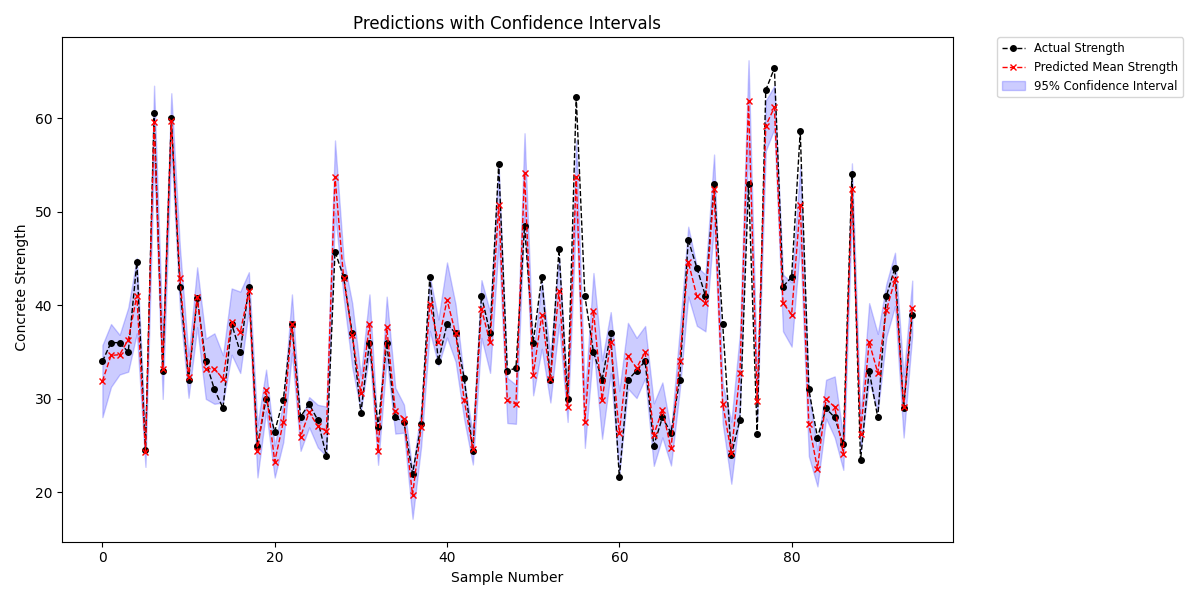 Predictions with Confidence Intervals
Actual Strength
Predicted Mean Strength
95% Confidence Interval
Concrete Strength
60
50
40
30
20
0 20 40 60 80
Sample Number